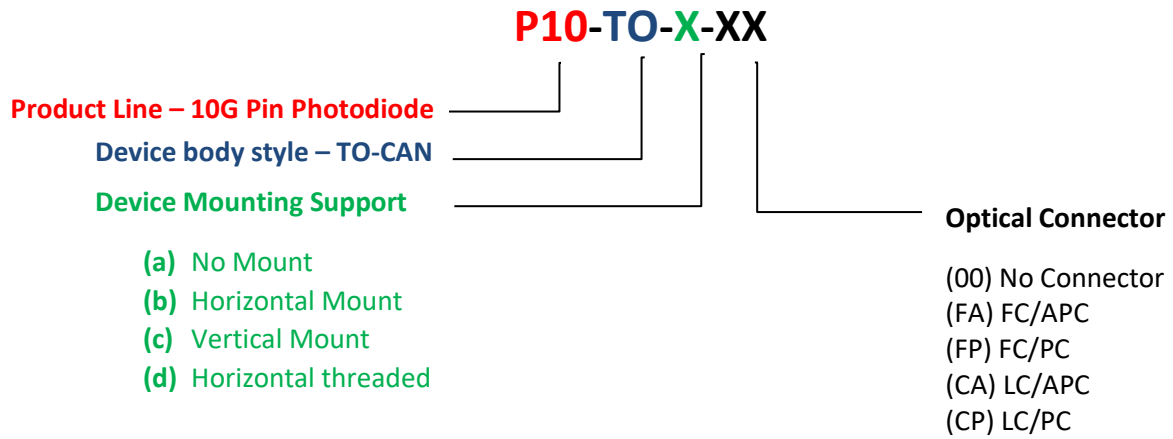 P10-TO-X-XX
Product Line – 10G Pin Photodiode
Device body style – TO-CAN
Device Mounting Support
(a) No Mount
(b) Horizontal Mount
(c) Vertical Mount
(d) Horizontal threaded
Optical Connector
(00) No Connector
(FA) FC/APC
(FP) FC/PC
(CA) LC/APC
(CP) LC/PC